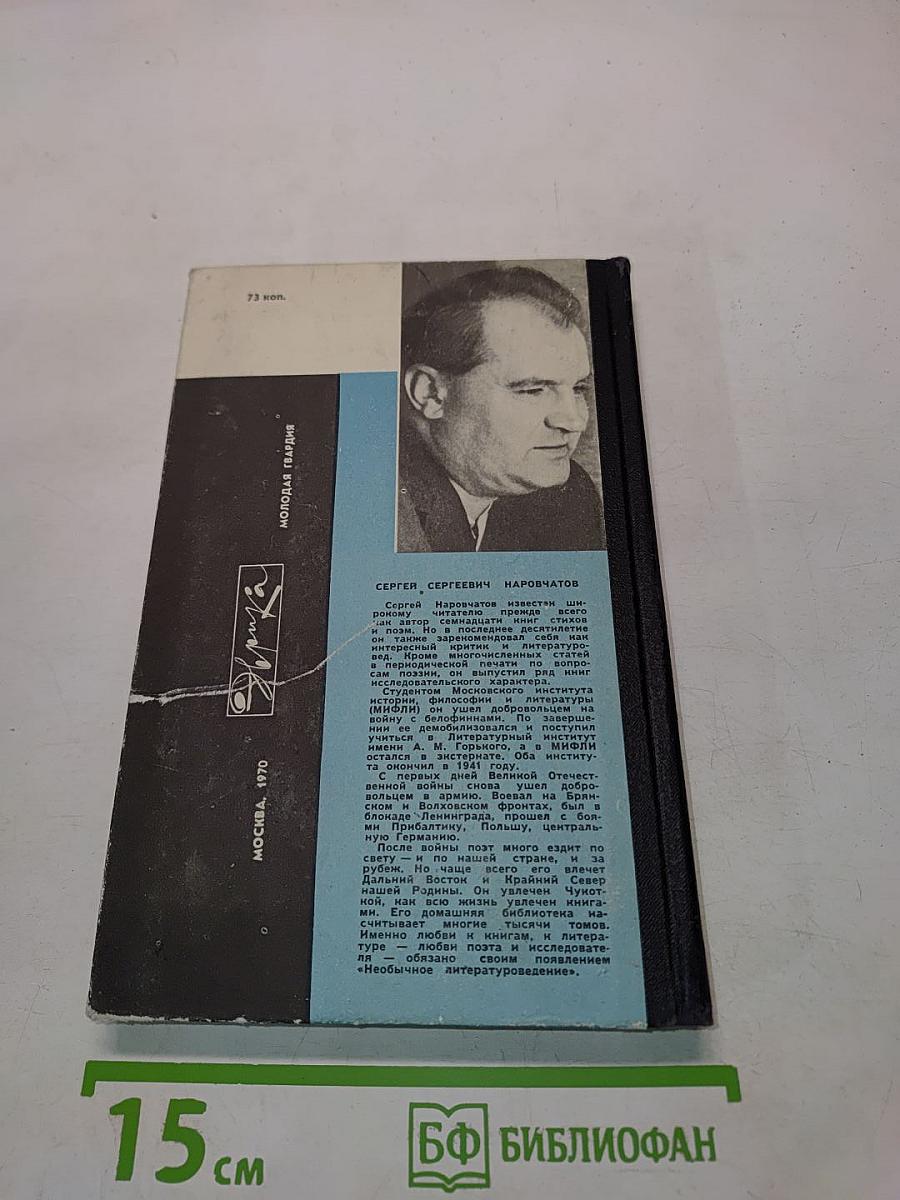 73 коп.
МОЛОДАЯ ГВАРДИЯ
Эврика
МОСКВА, 1970
СЕРГЕЙ СЕРГЕЕВИЧ НАРОВЧАТОВ
Сергей Наровчатов известен ши-
рокому читателю прежде всего
как автор семнадцати книг стихов
и поэм. Но в последнее десятилетие
он также зарекомендовал себя как
интересный критик и литературо-
вед. Кроме многочисленных статей
в периодической печати по вопро-
сам поэзии, он выпустил ряд книг
исследовательского характера.
Студентом Московского института
истории, философии и литературы
(МИФЛИ) он ушел добровольцем на
войну с белофиннами. По заверше-
нии ее демобилизовался и поступил
учиться в Литературный институт
имени А. М. Горького, а в МИФЛИ
остался в экстернате. Оба институ-
та окончил в 1941 году.
С первых дней Великой Отечест-
венной войны снова ушел добро-
вольцем в армию. Воевал на Брян-
ском и Волховском фронтах, был в
блокаде Ленинграда, прошел с боя-
ми Прибалтику, Польшу, централь-
ную Германию.
После войны поэт много ездит по
свету — и по нашей стране, и за
рубеж. Но чаще всего его влечет
Дальний Восток и Крайний Север
нашей Родины. Он увлечен Чукот-
кой, как всю жизнь увлечен книга-
ми. Его домашняя библиотека на-
считывает многие тысячи томов.
Именно любви к книгам, к литера-
туре — любви поэта и исследовате-
ля — обязано своим появлением
«Необычное литературоведение».
15 см
БФ БИБЛИОФАН